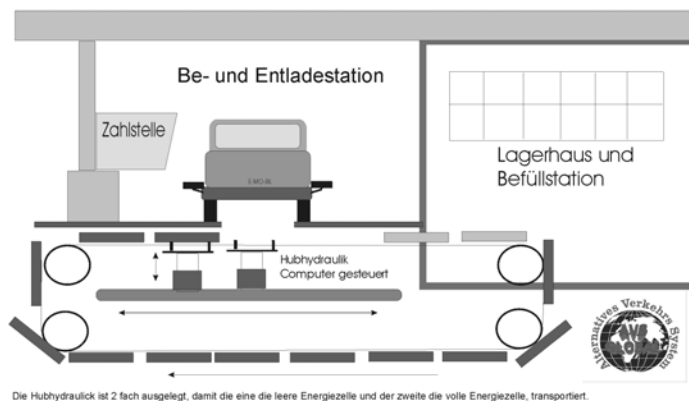 Be- und Entladestation
Zahlstelle
E-MO-BIL
Lagerhaus und
Befüllstation
Hubhydraulik
Computer gesteuert
Alternatives Verkehrs System
AVS
Die Hubhydraulick ist 2 fach ausgelegt, damit die eine die leere Energiezelle und der zweite die volle Energiezelle, transportiert.